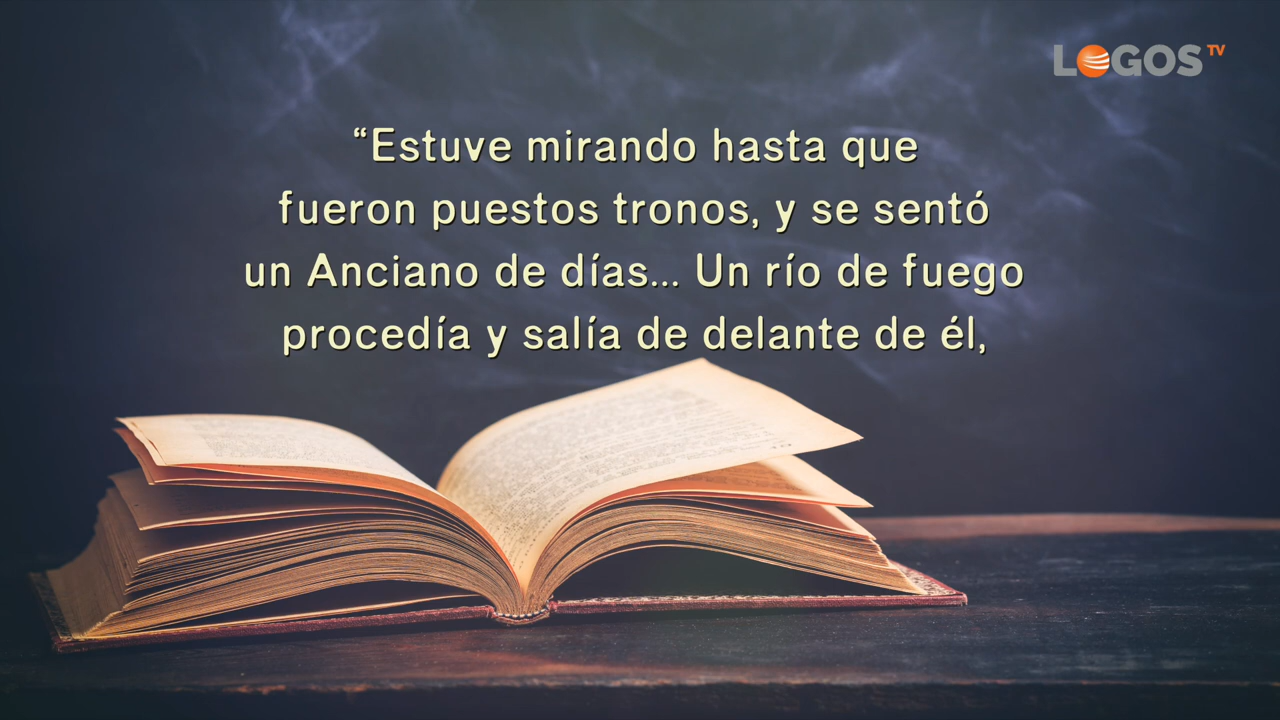 LOGOS TV
“Estuve mirando hasta que
fueron puestos tronos, y se sentó
un Anciano de días... Un río de fuego
procedía y salía de delante de él,